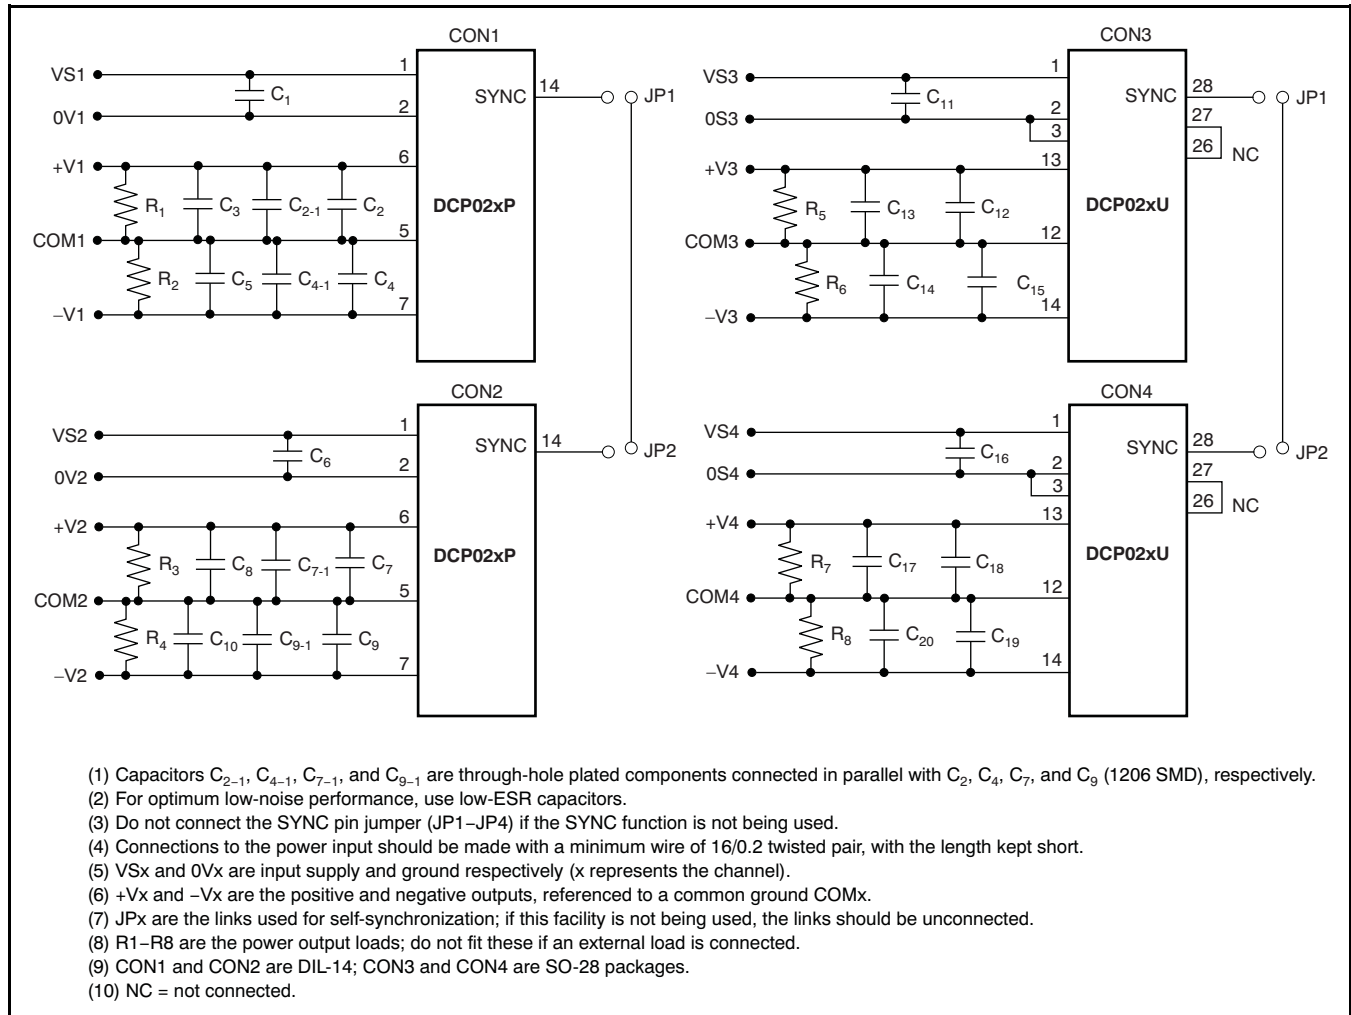 CON1
VS1
1
C1
14
SYNC
JP1
0V1
2
+V1
6
R1
C3
C2-1
C2
DCP02xP
COM1
5
R2
C5
C4-1
C4
−V1
7
CON2
VS2
1
C6
14
SYNC
JP2
0V2
2
+V2
6
R3
C8
C7-1
C7
DCP02xP
COM2
5
R4
C10
C9-1
C9
−V2
7
CON3
VS3
1
C11
28
SYNC
JP1
0S3
2
3
27
26
NC
+V3
13
R5
C13
C12
DCP02xU
COM3
12
R6
C14
C15
−V3
14
CON4
VS4
1
C16
28
SYNC
JP2
0S4
2
3
27
26
NC
+V4
13
R7
C17
C18
DCP02xU
COM4
12
R8
C20
C19
−V4
14
(1) Capacitors C2−1, C4−1, C7−1, and C9−1 are through-hole plated components connected in parallel with C2, C4, C7, and C9 (1206 SMD), respectively.
(2) For optimum low-noise performance, use low-ESR capacitors.
(3) Do not connect the SYNC pin jumper (JP1−JP4) if the SYNC function is not being used.
(4) Connections to the power input should be made with a minimum wire of 16/0.2 twisted pair, with the length kept short.
(5) VSx and 0Vx are input supply and ground respectively (x represents the channel).
(6) +Vx and −Vx are the positive and negative outputs, referenced to a common ground COMx.
(7) JPx are the links used for self-synchronization; if this facility is not being used, the links should be unconnected.
(8) R1−R8 are the power output loads; do not fit these if an external load is connected.
(9) CON1 and CON2 are DIL-14; CON3 and CON4 are SO-28 packages.
(10) NC = not connected.